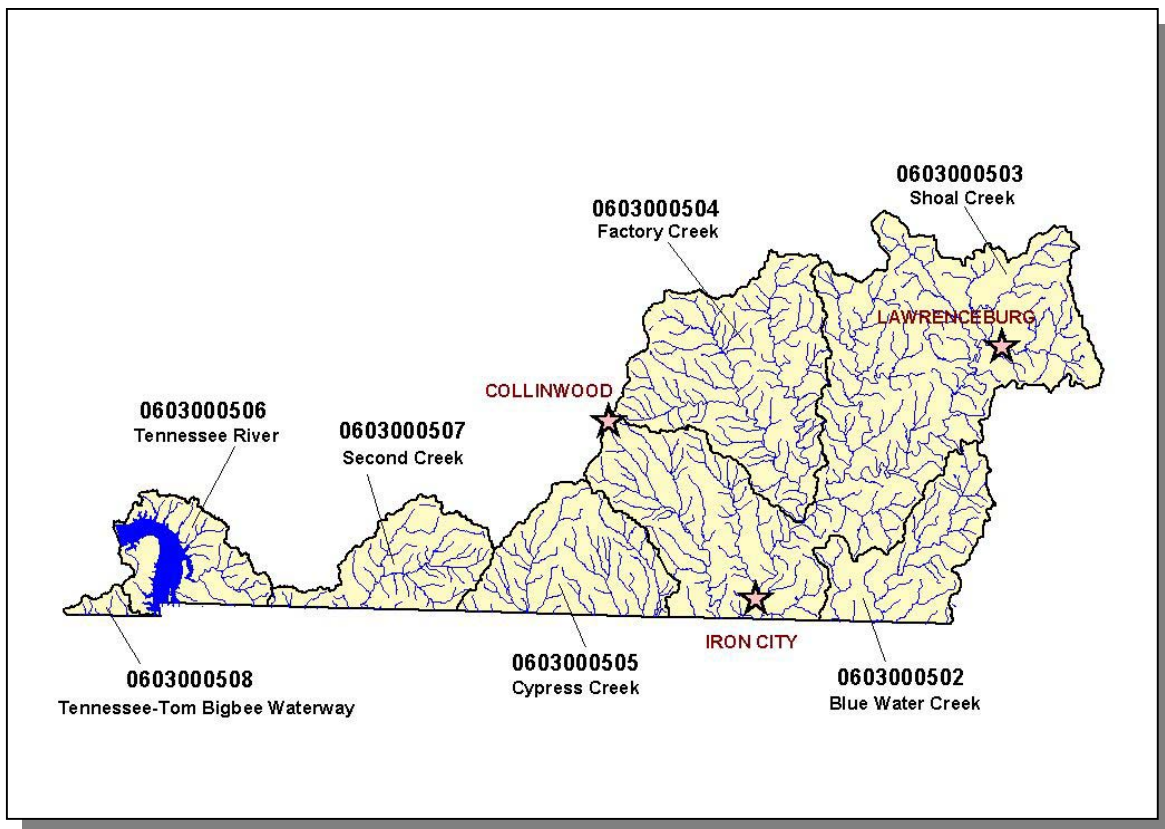 0603000503
Shoal Creek
0603000504
Factory Creek
LAWRENCEBURG
COLLINWOOD
0603000506
Tennessee River
0603000507
Second Creek
IRON CITY
0603000505
Cypress Creek
0603000502
Blue Water Creek
0603000508
Tennessee-Tom Bigbee Waterway